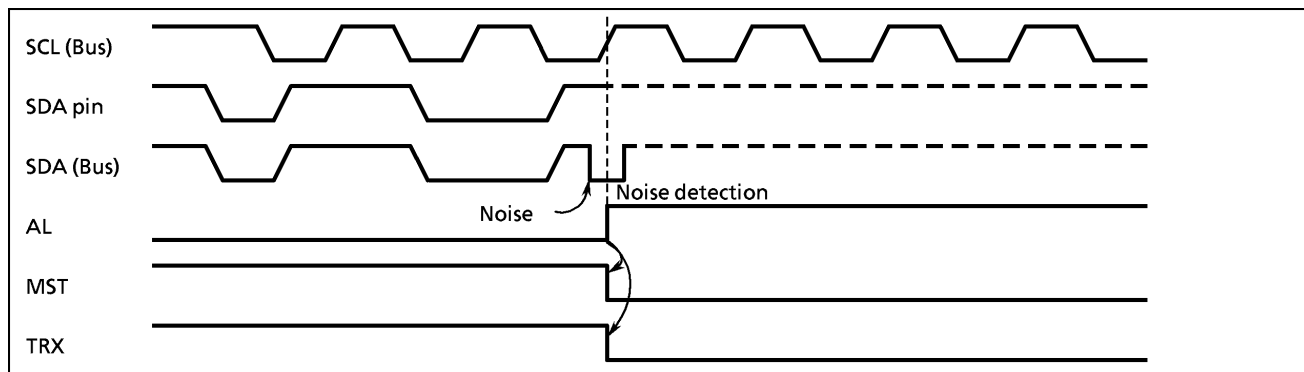 SCL (Bus)
SDA pin
SDA (Bus)
Noise detection
Noise
AL
MST
TRX